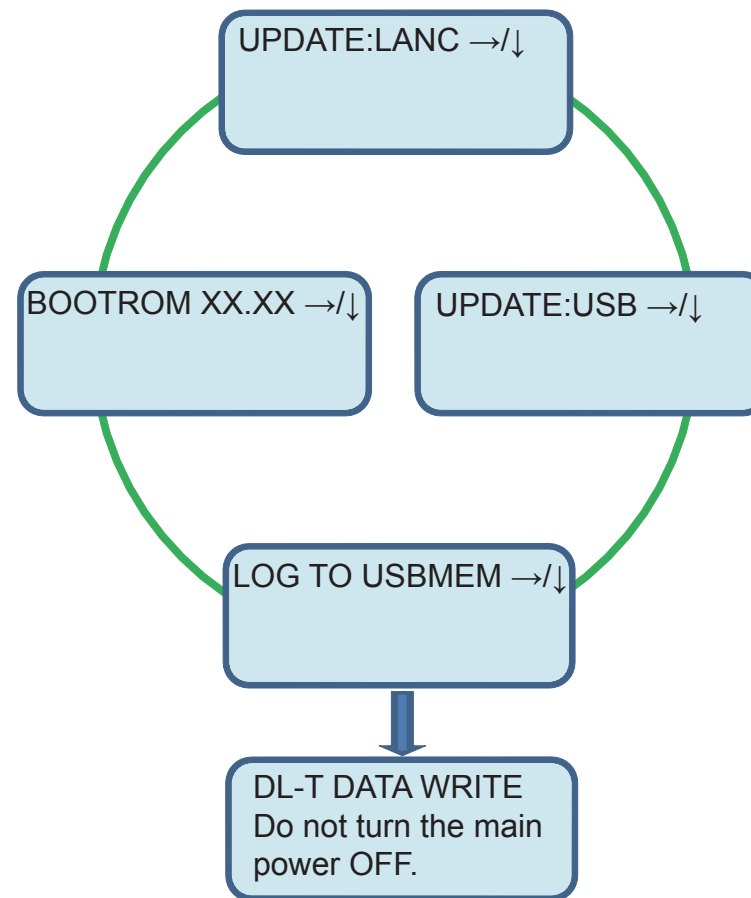 UPDATE:LANC →/↓
BOOTROM XX.XX →/↓
UPDATE:USB →/↓
LOG TO USBMEM →/↓
DL-T DATA WRITE
Do not turn the main
power OFF.